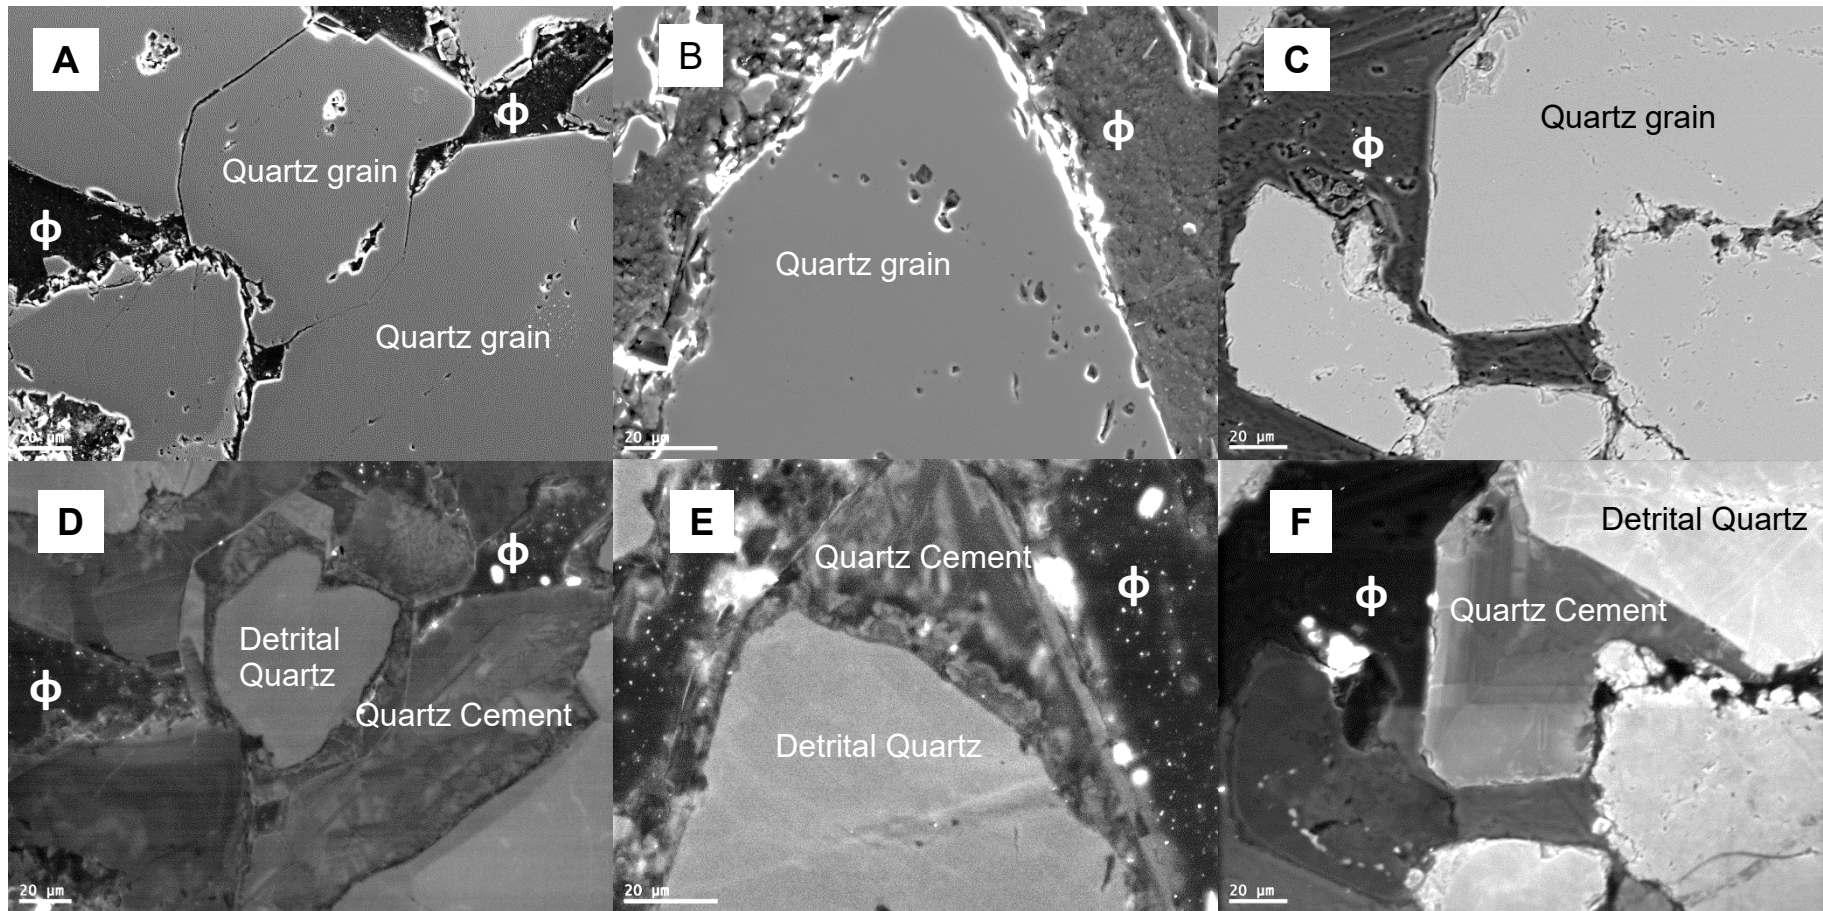 A
ϕ
Quartz grain
ϕ
Quartz grain
20 µm
B
ϕ
Quartz grain
20 µm
C
Quartz grain
ϕ
20 µm
D
ϕ
Detrital
Quartz
ϕ
Quartz Cement
20 µm
E
Quartz Cement
ϕ
Detrital Quartz
20 µm
F
Detrital Quartz
ϕ
Quartz Cement
20 µm